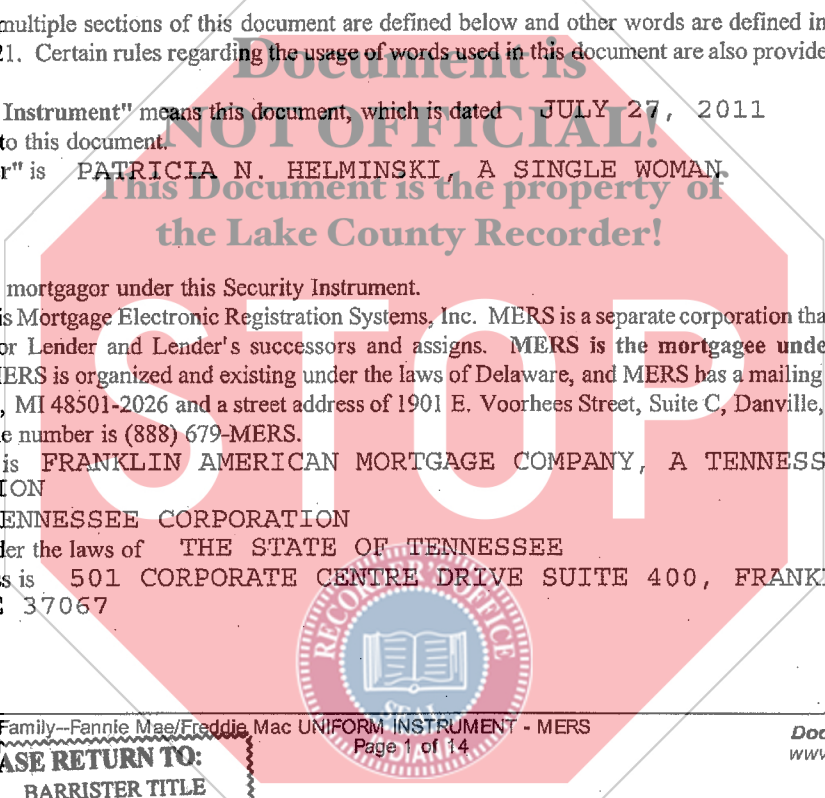 multiple sections of this document are defined below and other words are defined in
21. Certain rules regarding the usage of words used in this document are also provide
Document is
Instrument" means this document, which is dated JULY 27, 2011
NOT OFFICIAL!
to this document.
r" is PATRICIA N. HELMINSKI, A SINGLE WOMAN
This Document is the property of
the Lake County Recorder!
mortgagor under this Security Instrument.
is Mortgage Electronic Registration Systems, Inc. MERS is a separate corporation tha
or Lender and Lender's successors and assigns. MERS is the mortgagee unde
MERS is organized and existing under the laws of Delaware, and MERS has a mailing
, MI 48501-2026 and a street address of 1901 E. Voorhees Street, Suite C, Danville,
e number is (888) 679-MERS.
STOP
is FRANKLIN AMERICAN MORTGAGE COMPANY, A TENNESS
ION
ENNESSEE CORPORATION
der the laws of THE STATE OF TENNESSEE
s is 501 CORPORATE CENTRE DRIVE SUITE 400, FRANKL
37067
RECORDER'S OFFICE
SEAL
INDIANA
Family--Fannie Mae/Freddie Mac UNIFORM INSTRUMENT - MERS
Doc
Page 1 of 14
www
ASE RETURN TO:
BARRISTER TITLE